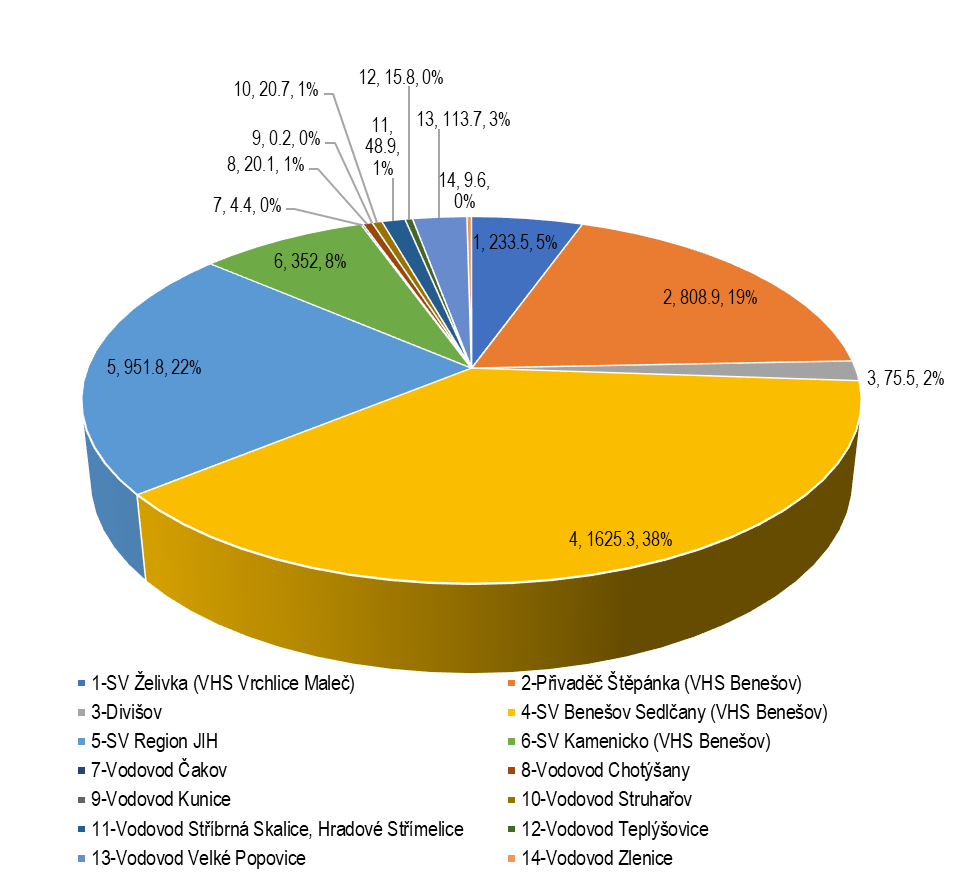 12, 15.8, 0%
10, 20.7, 1%
13, 113.7, 3%
11,
48.9,
1%
9, 0.2, 0%
8, 20.1, 1%
14, 9.6,
0%
7, 4.4, 0%
1, 233.5, 5%
6, 352, 8%
2, 808.9, 19%
5, 951.8, 22%
3, 75.5, 2%
4, 1625.3, 38%
1-SV Želivka (VHS Vrchlice Maleč)
2-Přivaděč Štěpánka (VHS Benešov)
3-Divišov
4-SV Benešov Sedlčany (VHS Benešov)
5-SV Region JIH
6-SV Kamenicko (VHS Benešov)
7-Vodovod Čakov
8-Vodovod Chotýšany
9-Vodovod Kunice
10-Vodovod Struhařov
11-Vodovod Stříbrná Skalice, Hradové Střimelice
12-Vodovod Teplýšovice
13-Vodovod Velké Popovice
14-Vodovod Zlenice